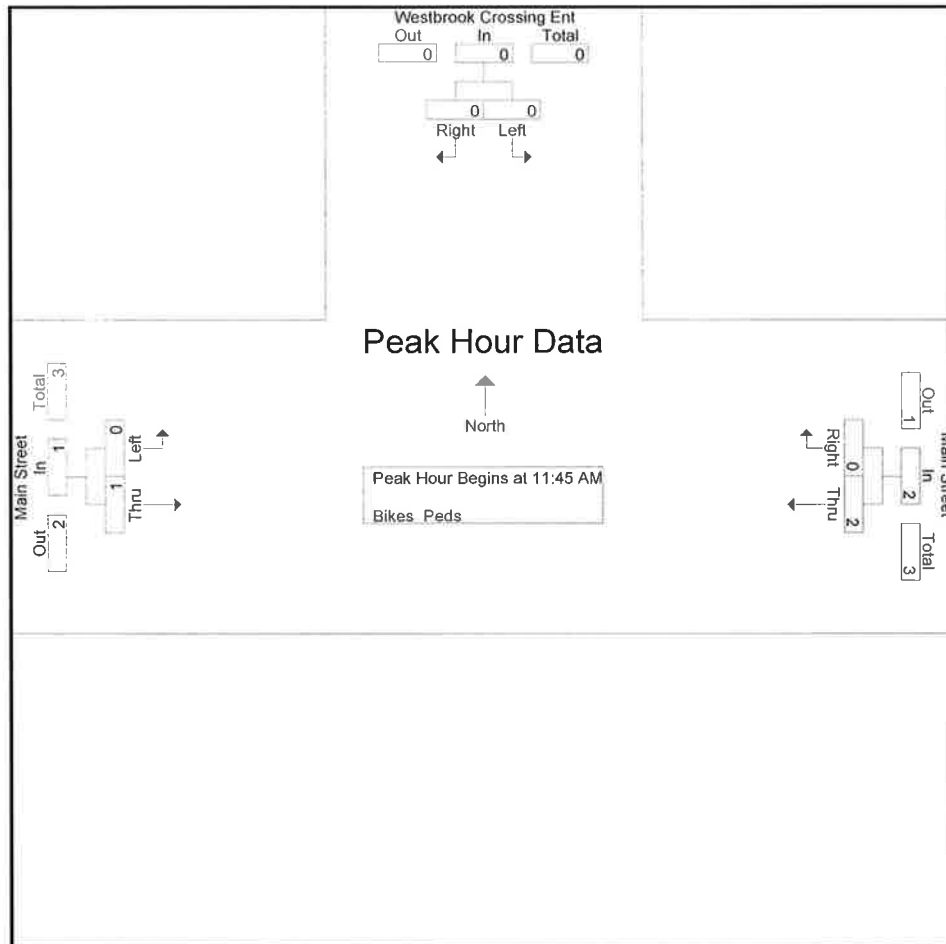 Westbrook Crossing Ent
Out In Total
0 0 0
0 0
Right Left
Peak Hour Data
North
Peak Hour Begins at 11:45 AM
Bikes Peds
Main Street
Out In Total
2 1 3
Left Thru
0 1
Main Street
Out In Total
1 2 3
Right Thru
0 2